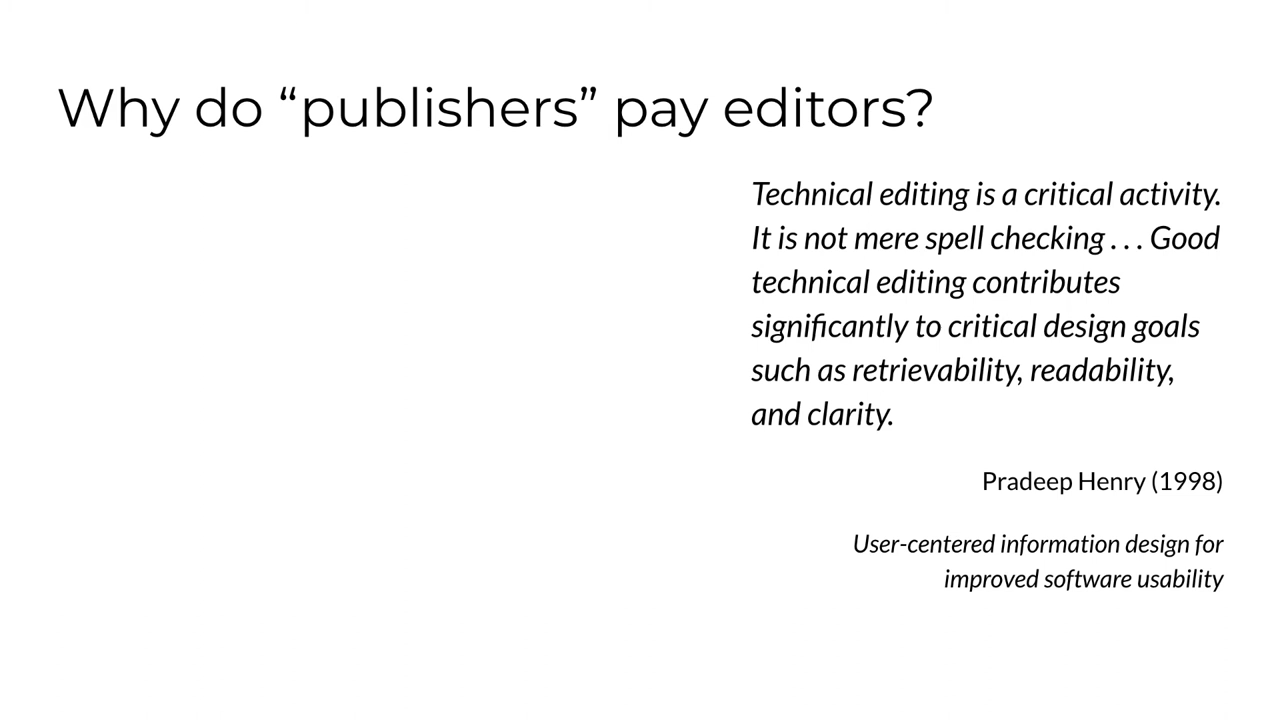 Why do “publishers” pay editors?
Technical editing is a critical activity.
It is not mere spell checking . . . Good
technical editing contributes
significantly to critical design goals
such as retrievability, readability,
and clarity.
Pradeep Henry (1998)
User-centered information design for
improved software usability